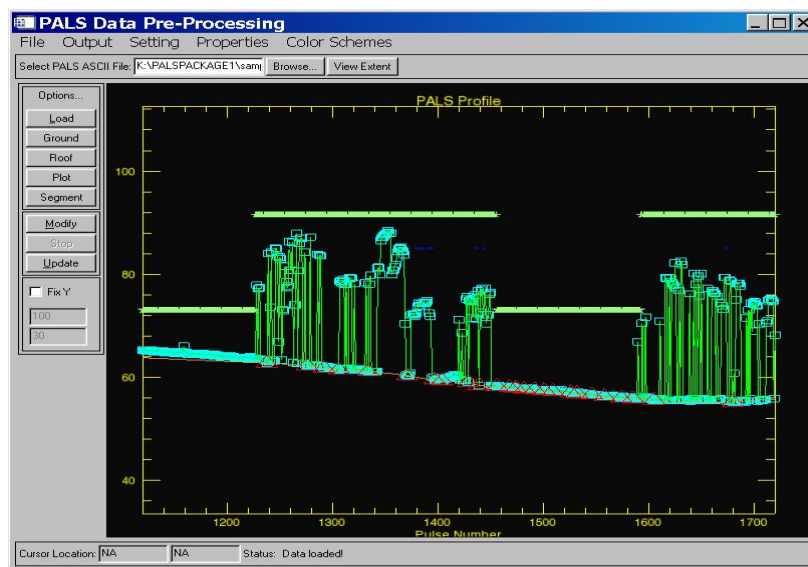 PALS Data Pre-Processing
File Output Setting Properties Color Schemes
Select PALS ASCII File: K:\PALSPACKAGE1\sam Browse... View Extent
Options...
Load
Ground
Roof
Plot
Segment
Modify
Stop
Update
Fix Y
100
30
PALS Profile
100
80
60
40
1200 1300 1400 1500 1600 1700
Pulse Number
Cursor Location: NA NA Status: Data loaded!